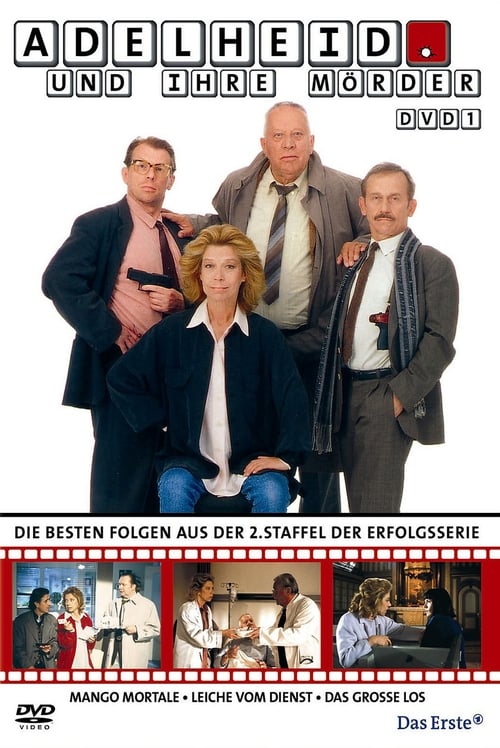 ADELHEID
UND IHRE MÖRDER
DVD 1
DIE BESTEN FOLGEN AUS DER 2.STAFFEL DER ERFOLGSSERIE
MANGO MORTALE • LEICHE VOM DIENST • DAS GROSSE LOS
DVD
VIDEO
Das Erste